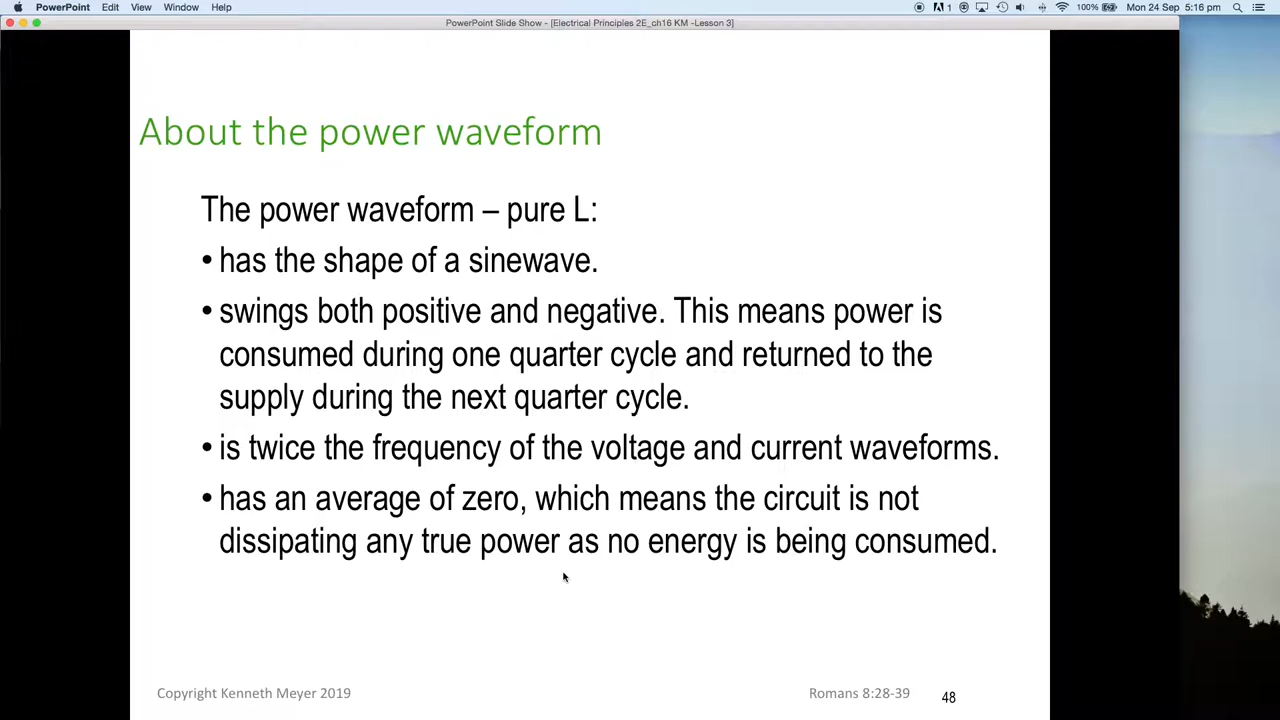 PowerPoint Edit View Window Help
1 100% Mon 24 Sep 5:16 pm
PowerPoint Slide Show - [Electrical Principles 2E_ch16 KM -Lesson 3]
About the power waveform
The power waveform – pure L:
• has the shape of a sinewave.
• swings both positive and negative. This means power is
consumed during one quarter cycle and returned to the
supply during the next quarter cycle.
• is twice the frequency of the voltage and current waveforms.
• has an average of zero, which means the circuit is not
dissipating any true power as no energy is being consumed.
Copyright Kenneth Meyer 2019
Romans 8:28-39
48